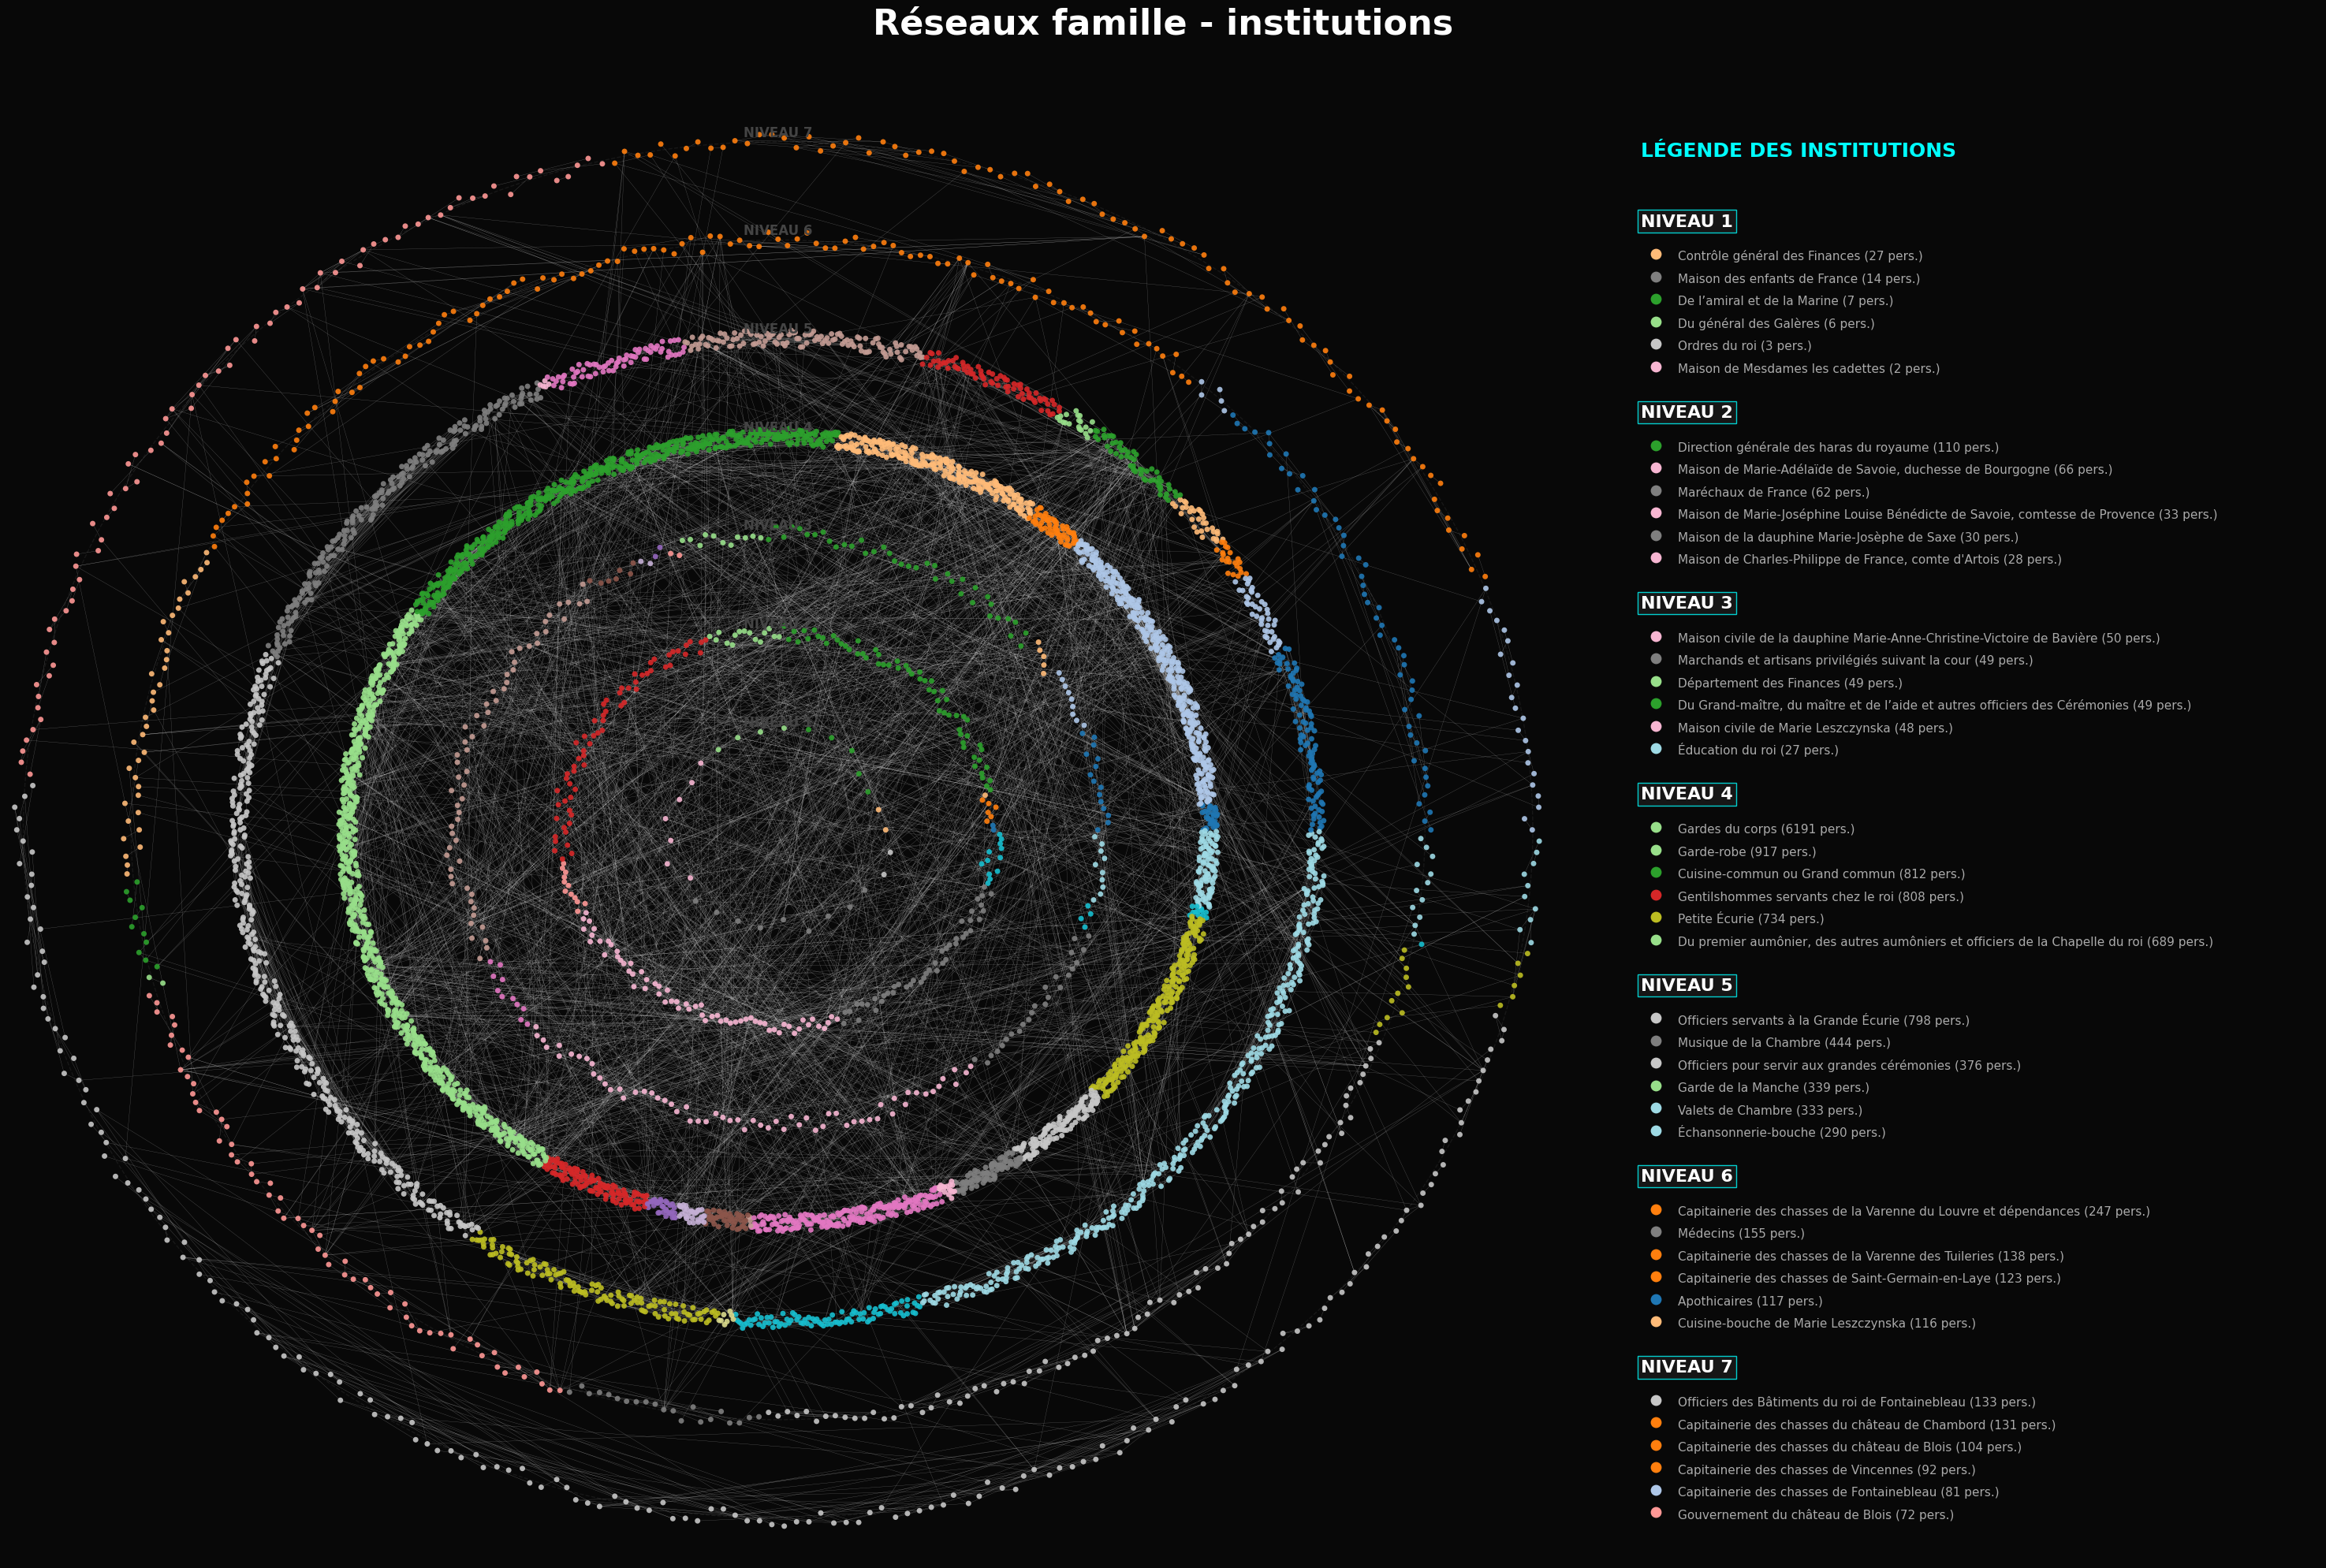 Réseaux famille - institutions
NIVEAU 7
NIVEAU 6
NIVEAU 5
NIVEAU 4
LÉGENDE DES INSTITUTIONS
NIVEAU 1
Contrôle général des Finances (27 pers.)
Maison des enfants de France (14 pers.)
De l’amiral et de la Marine (7 pers.)
Du général des Galères (6 pers.)
Ordres du roi (3 pers.)
Maison de Mesdames les cadettes (2 pers.)
NIVEAU 2
Direction générale des haras du royaume (110 pers.)
Maison de Marie-Adélaïde de Savoie, duchesse de Bourgogne (66 pers.)
Maréchaux de France (62 pers.)
Maison de Marie-Joséphine Louise Bénédicte de Savoie, comtesse de Provence (33 pers.)
Maison de la dauphine Marie-Josèphe de Saxe (30 pers.)
Maison de Charles-Philippe de France, comte d'Artois (28 pers.)
NIVEAU 3
Maison civile de la dauphine Marie-Anne-Christine-Victoire de Bavière (50 pers.)
Marchands et artisans privilégiés suivant la cour (49 pers.)
Département des Finances (49 pers.)
Du Grand-maître, du maître et de l’aide et autres officiers des Cérémonies (49 pers.)
Maison civile de Marie Leszczynska (48 pers.)
Éducation du roi (27 pers.)
NIVEAU 4
Gardes du corps (6191 pers.)
Garde-robe (917 pers.)
Cuisine-commun ou Grand commun (812 pers.)
Gentilshommes servants chez le roi (808 pers.)
Petite Écurie (734 pers.)
Du premier aumônier, des autres aumôniers et officiers de la Chapelle du roi (689 pers.)
NIVEAU 5
Officiers servants à la Grande Écurie (798 pers.)
Musique de la Chambre (444 pers.)
Officiers pour servir aux grandes cérémonies (376 pers.)
Garde de la Manche (339 pers.)
Valets de Chambre (333 pers.)
Échansonnerie-bouche (290 pers.)
NIVEAU 6
Capitainerie des chasses de la Varenne du Louvre et dépendances (247 pers.)
Médecins (155 pers.)
Capitainerie des chasses de la Varenne des Tuileries (138 pers.)
Capitainerie des chasses de Saint-Germain-en-Laye (123 pers.)
Apothicaires (117 pers.)
Cuisine-bouche de Marie Leszczynska (116 pers.)
NIVEAU 7
Officiers des Bâtiments du roi de Fontainebleau (133 pers.)
Capitainerie des chasses du château de Chambord (131 pers.)
Capitainerie des chasses du château de Blois (104 pers.)
Capitainerie des chasses de Vincennes (92 pers.)
Capitainerie des chasses de Fontainebleau (81 pers.)
Gouvernement du château de Blois (72 pers.)